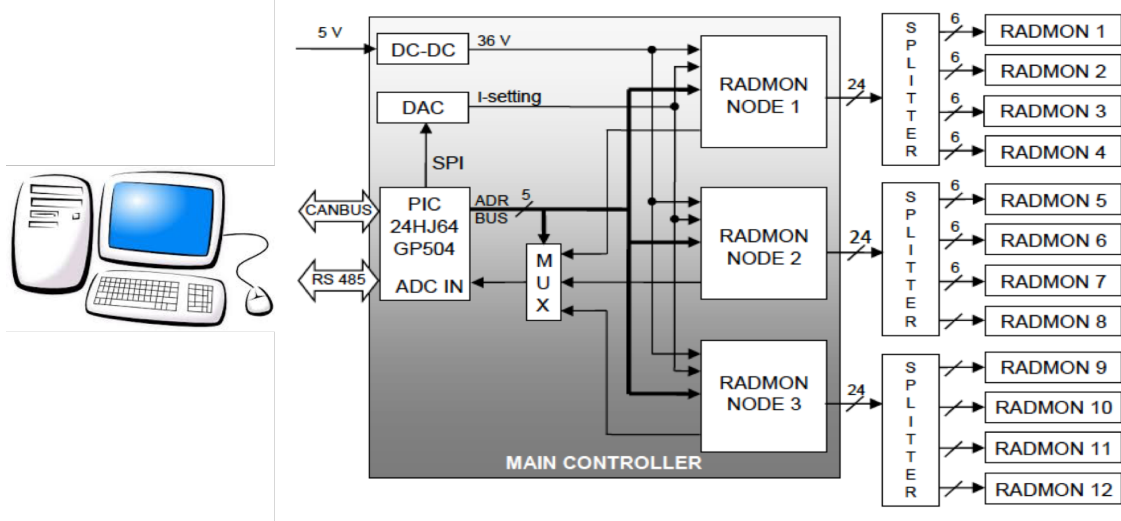 5 V
DC-DC
36 V
DAC
I-setting
SPI
CANBUS
RS 485
PIC
24HJ64
GP504
ADC IN
ADR
BUS
5
M
U
X
RADMON
NODE 1
RADMON
NODE 2
RADMON
NODE 3
MAIN CONTROLLER
24
S
P
L
I
T
T
E
R
6
RADMON 1
6
RADMON 2
6
RADMON 3
6
RADMON 4
24
S
P
L
I
T
T
E
R
6
RADMON 5
6
RADMON 6
6
RADMON 7
6
RADMON 8
24
S
P
L
I
T
T
E
R
RADMON 9
RADMON 10
RADMON 11
RADMON 12